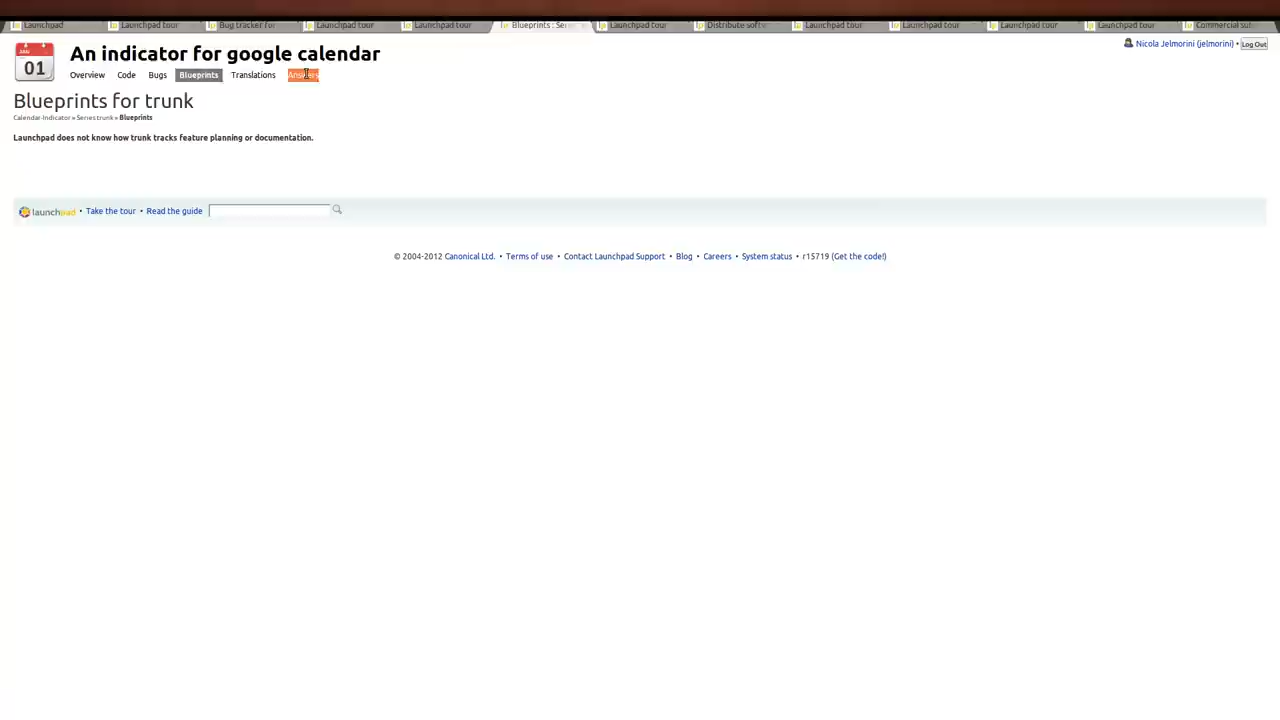 Launchpad
Launchpad tour
Bug tracker for
Launchpad tour
Launchpad tour
Blueprints : Se
Launchpad tour
Distribute soft
Launchpad tour
Launchpad tour
Launchpad tour
Launchpad tour
Commercial su
01
An indicator for google calendar
Nicola Jelmorini (jelmorini) • Log Out
Overview Code Bugs Blueprints Translations Answers
Blueprints for trunk
Calendar-Indicator » Series trunk » Blueprints
Launchpad does not know how trunk tracks feature planning or documentation.
launchpad • Take the tour • Read the guide
© 2004-2012 Canonical Ltd. • Terms of use • Contact Launchpad Support • Blog • Careers • System status • r15719 (Get the code!)